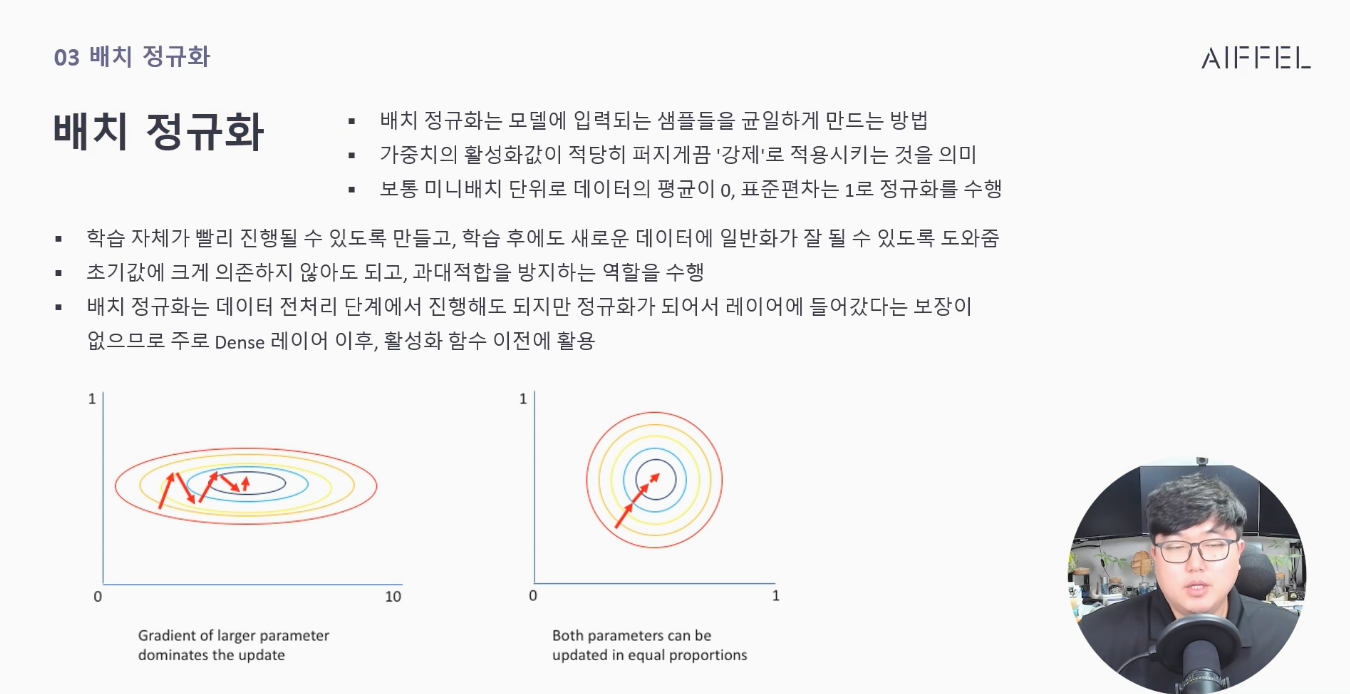 03 배치 정규화
AIFFEL
배치 정규화
▪ 배치 정규화는 모델에 입력되는 샘플들을 균일하게 만드는 방법
▪ 가중치의 활성화값이 적당히 퍼지게끔 '강제'로 적용시키는 것을 의미
▪ 보통 미니배치 단위로 데이터의 평균이 0, 표준편차는 1로 정규화를 수행
▪ 학습 자체가 빨리 진행될 수 있도록 만들고, 학습 후에도 새로운 데이터에 일반화가 잘 될 수 있도록 도와줌
▪ 초기값에 크게 의존하지 않아도 되고, 과대적합을 방지하는 역할을 수행
▪ 배치 정규화는 데이터 전처리 단계에서 진행해도 되지만 정규화가 되어서 레이어에 들어갔다는 보장이
없으므로 주로 Dense 레이어 이후, 활성화 함수 이전에 활용
1
0
10
Gradient of larger parameter
dominates the update
1
0
1
Both parameters can be
updated in equal proportions